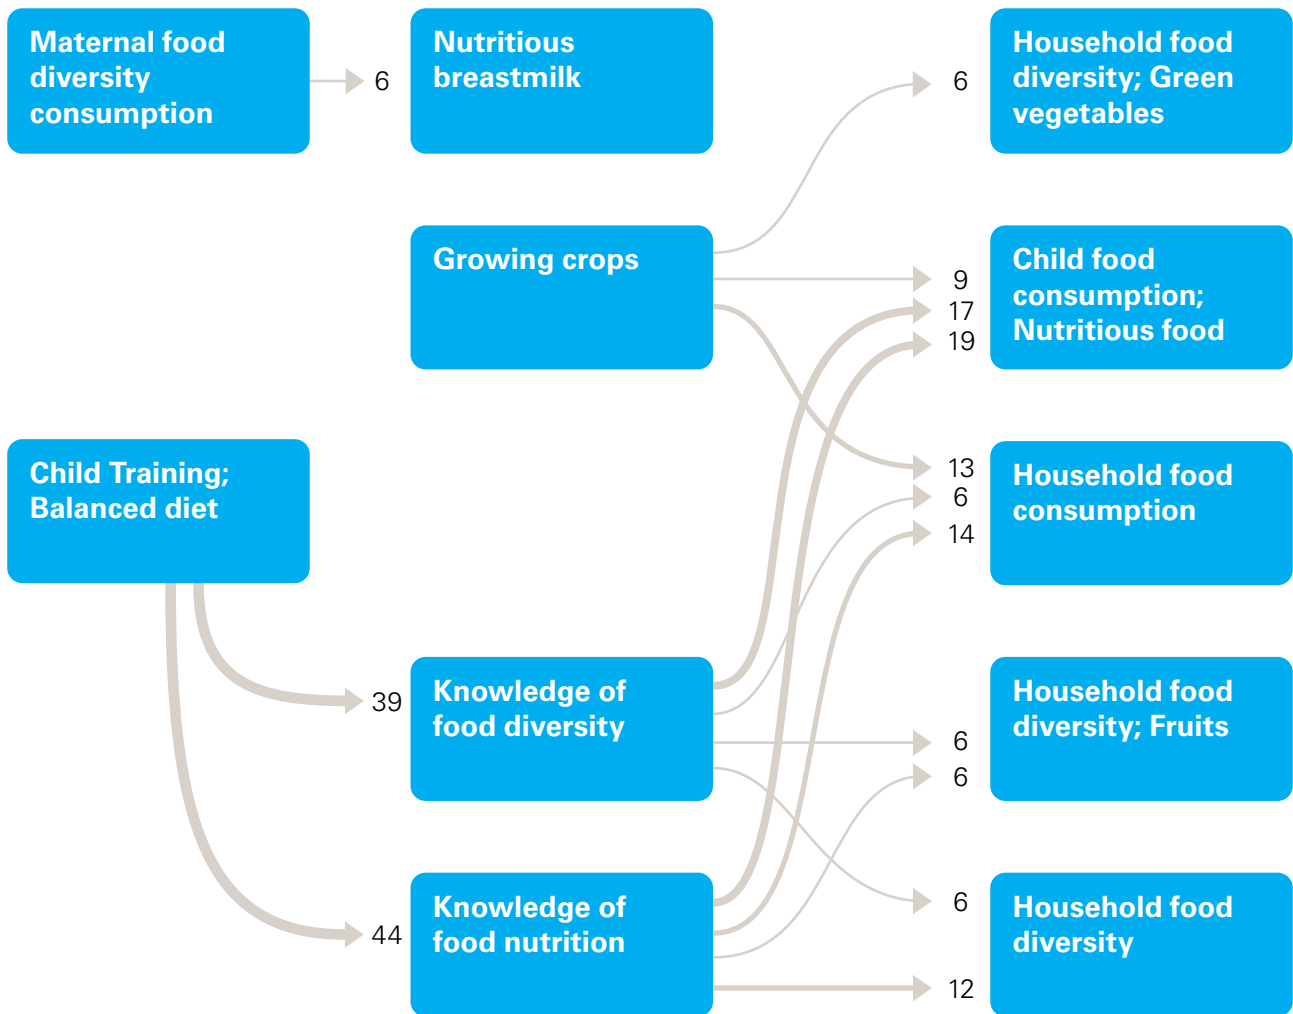 Maternal food
diversity
consumption
6
Nutritious
breastmilk
6
Household food
diversity; Green
vegetables
Growing crops
9
17
19
Child food
consumption;
Nutritious food
Child Training;
Balanced diet
13
6
14
Household food
consumption
39
Knowledge of
food diversity
6
6
Household food
diversity; Fruits
44
Knowledge of
food nutrition
6
12
Household food
diversity